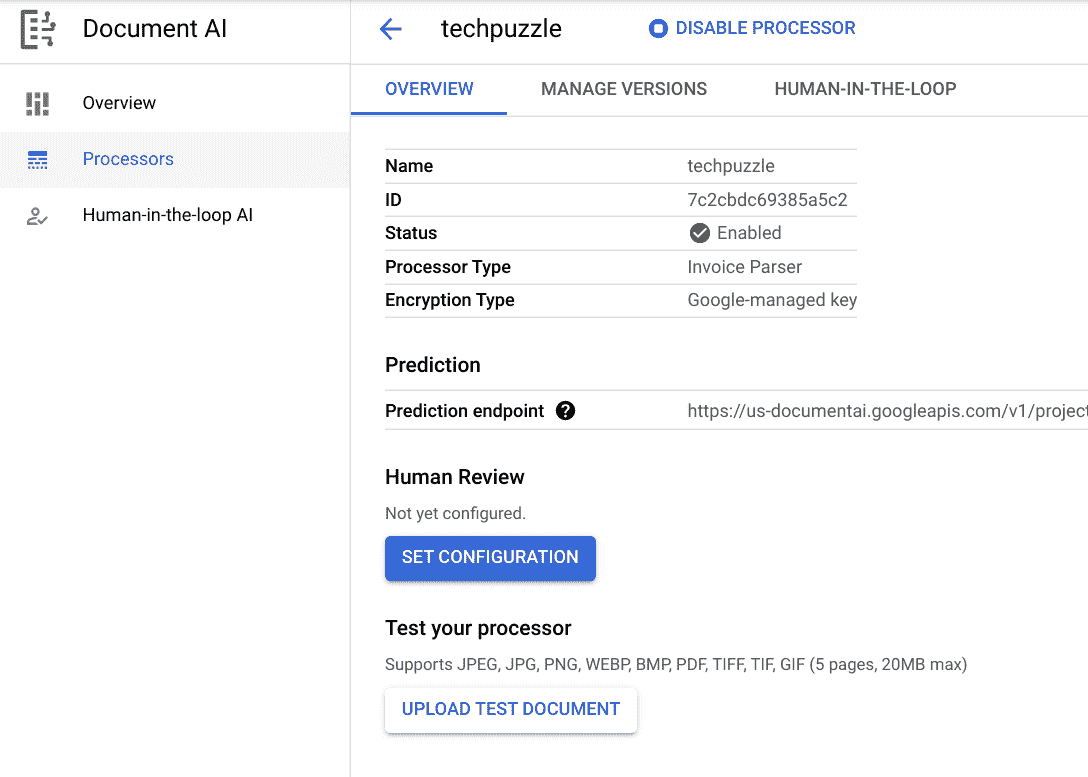 Document AI
techpuzzle
DISABLE PROCESSOR
Overview
Processors
Human-in-the-loop AI
OVERVIEW
MANAGE VERSIONS
HUMAN-IN-THE-LOOP
Name techpuzzle
ID 7c2cbdc69385a5c2
Status Enabled
Processor Type Invoice Parser
Encryption Type Google-managed key
Prediction
Prediction endpoint ? https://us-documentai.googleapis.com/v1/project
Human Review
Not yet configured.
SET CONFIGURATION
Test your processor
Supports JPEG, JPG, PNG, WEBP, BMP, PDF, TIFF, TIF, GIF (5 pages, 20MB max)
UPLOAD TEST DOCUMENT